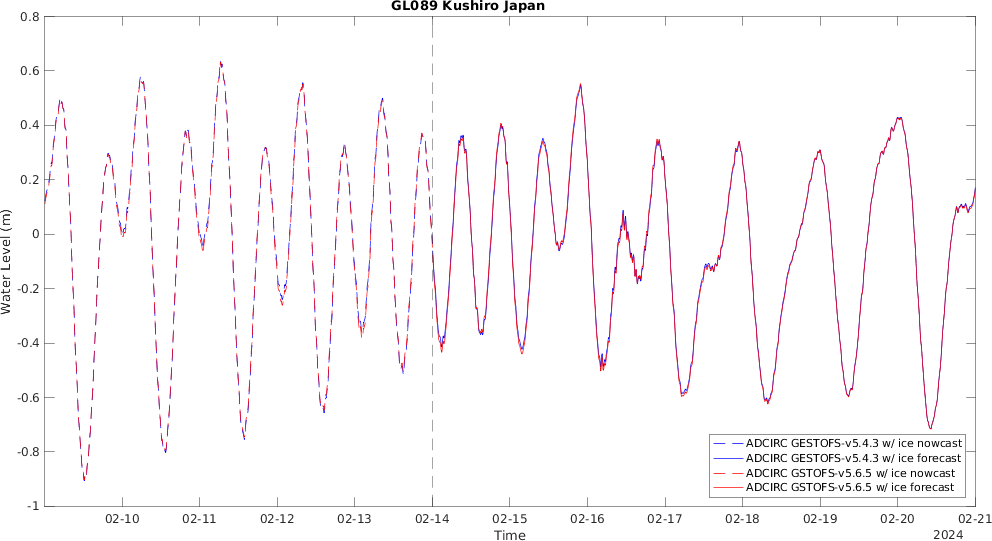 GL089 Kushiro Japan
0.8
0.6
0.4
0.2
0
-0.2
-0.4
-0.6
-0.8
-1
Water Level (m)
ADCIRC GESTOFS-v5.4.3 w/ ice nowcast
ADCIRC GESTOFS-v5.4.3 w/ ice forecast
ADCIRC GSTOFS-v5.6.5 w/ ice nowcast
ADCIRC GSTOFS-v5.6.5 w/ ice forecast
02-10 02-11 02-12 02-13 02-14 02-15 02-16 02-17 02-18 02-19 02-20 02-21
Time
2024